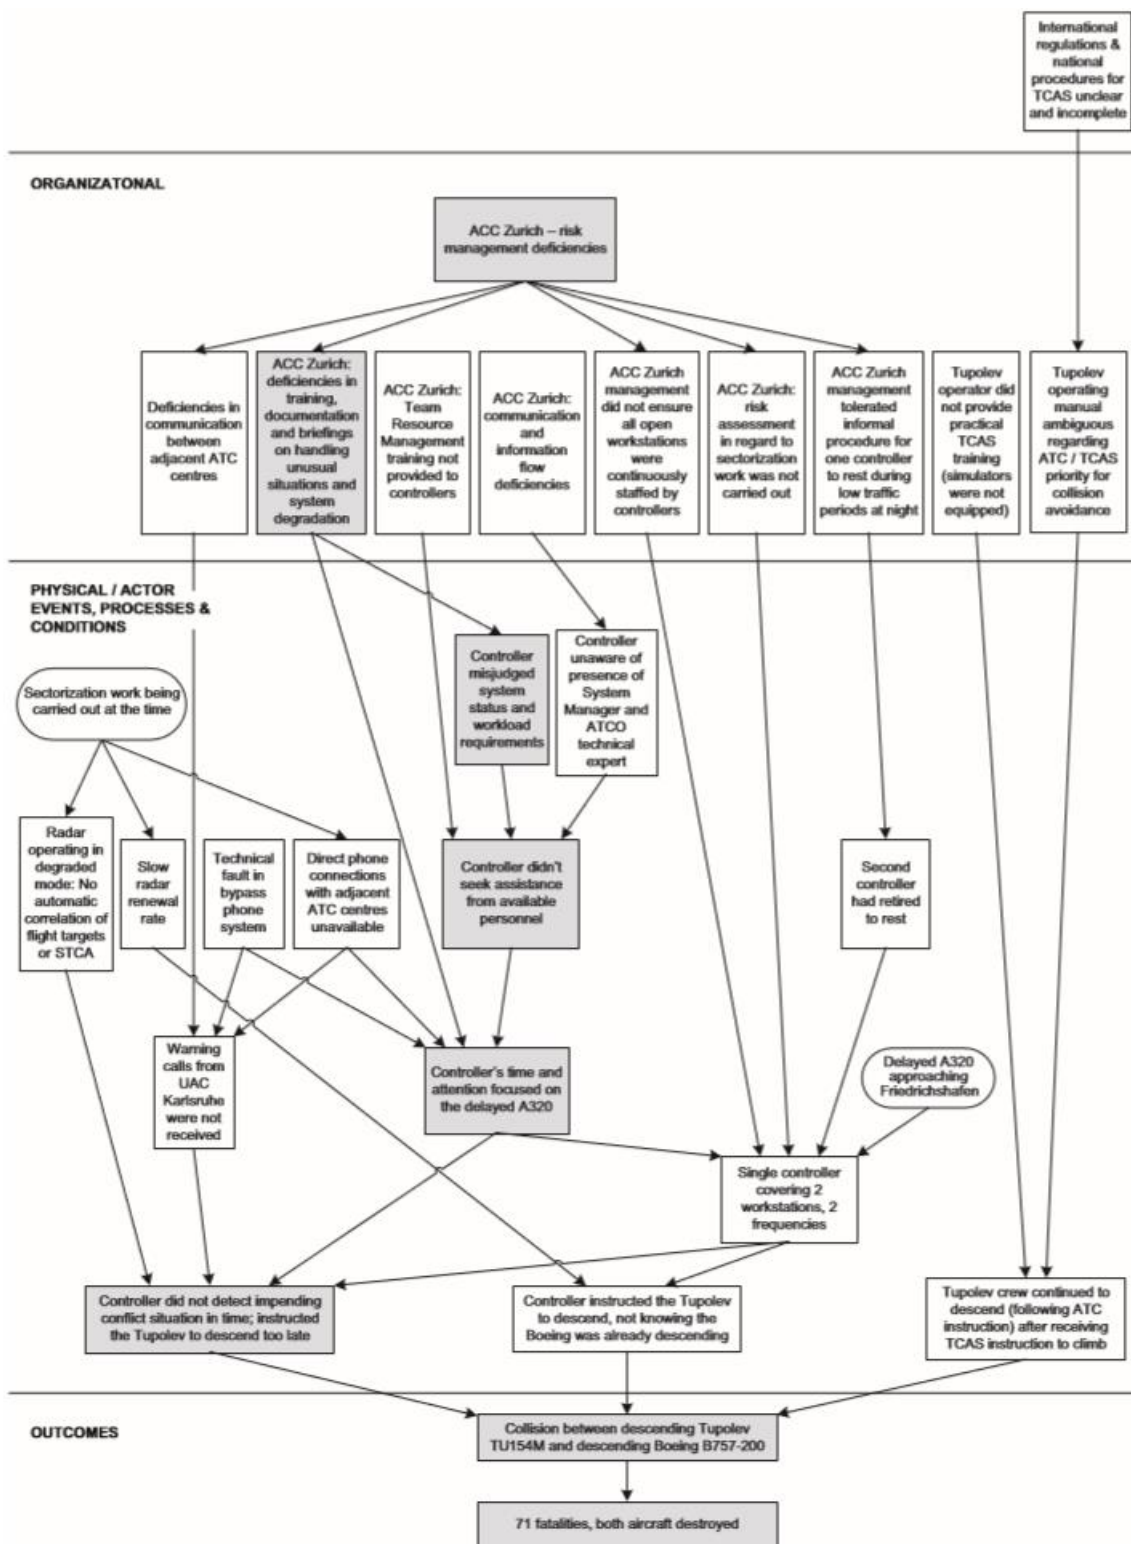 International
regulations &
national
procedures for
TCAS unclear
and incomplete
ORGANIZATONAL
ACC Zurich – risk
management deficiencies
Deficiencies in
communication
between
adjacent ATC
centres
ACC Zurich:
deficiencies in
training,
documentation
and briefings
on handling
unusual
situations and
system
degradation
ACC Zurich:
Team
Resource
Management
training not
provided to
controllers
ACC Zurich:
communication
and
information
flow
deficiencies
ACC Zurich
management
did not ensure
all open
workstations
were
continuously
staffed by
controllers
ACC Zurich:
risk
assessment
in regard to
sectorization
work was not
carried out
ACC Zurich
management
tolerated
informal
procedure for
one controller
to rest during
low traffic
periods at night
Tupolev
operator did
not provide
practical
TCAS
training
(simulators
were not
equipped)
Tupolev
operating
manual
ambiguous
regarding
ATC / TCAS
priority for
collision
avoidance
PHYSICAL / ACTOR
EVENTS, PROCESSES &
CONDITIONS
Sectorization work being
carried out at the time
Controller
misjudged
system
status and
workload
requirements
Controller
unaware of
presence of
System
Manager and
ATCO
technical
expert
Radar
operating in
degraded
mode: No
automatic
correlation of
flight targets
or STCA
Slow
radar
renewal
rate
Technical
fault in
bypass
phone
system
Direct phone
connections
with adjacent
ATC centres
unavailable
Controller didn't
seek assistance
from available
personnel
Second
controller
had retired
to rest
Warning
calls from
UAC
Karlsruhe
were not
received
Controller's time and
attention focused on
the delayed A320
Delayed A320
approaching
Friedrichshafen
Single controller
covering 2
workstations, 2
frequencies
Controller did not detect impending
conflict situation in time; instructed
the Tupolev to descend too late
Controller instructed the Tupolev
to descend, not knowing the
Boeing was already descending
Tupolev crew continued to
descend (following ATC
instruction) after receiving
TCAS instruction to climb
OUTCOMES
Collision between descending Tupolev
TU154M and descending Boeing B757-200
71 fatalities, both aircraft destroyed